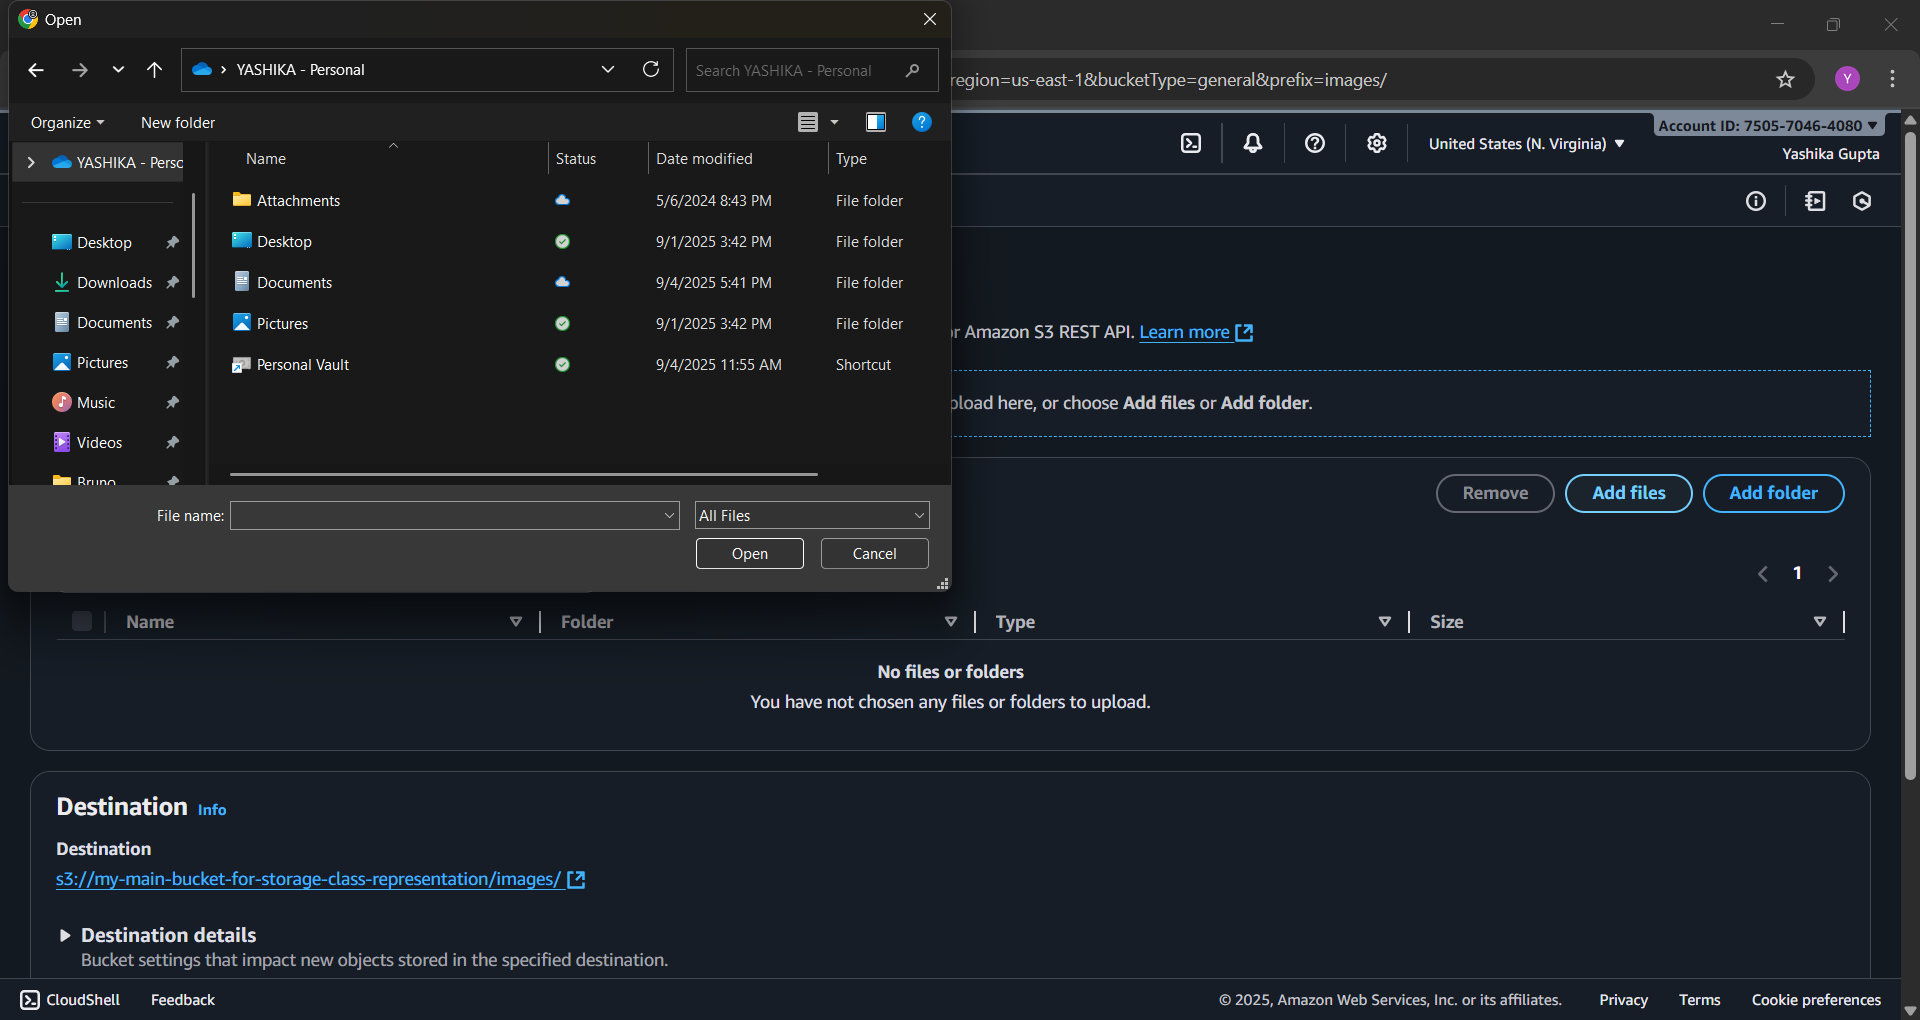 Open
YASHIKA - Personal
Search YASHIKA - Personal
region=us-east-1&bucketType=general&prefix=images/
Y
Organize
New folder
United States (N. Virginia)
Account ID: 7505-7046-4080
Yashika Gupta
YASHIKA - Perso
Name
Status
Date modified
Type
Attachments
5/6/2024 8:43 PM
File folder
Desktop
9/1/2025 3:42 PM
File folder
Documents
9/4/2025 5:41 PM
File folder
Pictures
9/1/2025 3:42 PM
File folder
Personal Vault
9/4/2025 11:55 AM
Shortcut
Desktop
Downloads
Documents
Pictures
Music
Videos
Bruno
or Amazon S3 REST API. Learn more
pload here, or choose Add files or Add folder.
File name:
All Files
Open
Cancel
Remove
Add files
Add folder
1
Name
Folder
Type
Size
No files or folders
You have not chosen any files or folders to upload.
Destination Info
Destination
s3://my-main-bucket-for-storage-class-representation/images/
Destination details
Bucket settings that impact new objects stored in the specified destination.
CloudShell
Feedback
© 2025, Amazon Web Services, Inc. or its affiliates.
Privacy
Terms
Cookie preferences